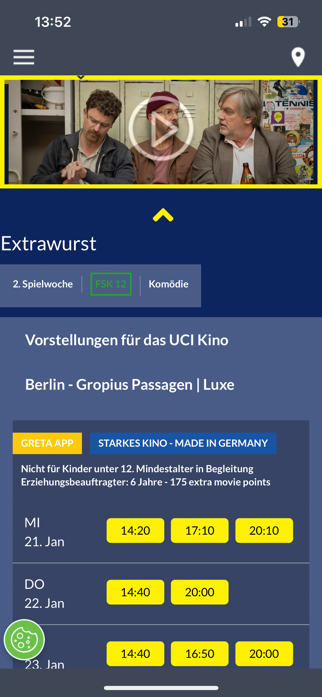 13:52
31
TENNIS
Extrawurst
2. Spielwoche
FSK 12
Komödie
Vorstellungen für das UCI Kino
Berlin - Gropius Passagen | Luxe
GRETA APP
STARKES KINO - MADE IN GERMANY
Nicht für Kinder unter 12. Mindestalter in Begleitung
Erziehungsbeauftragter: 6 Jahre - 175 extra movie points
MI
21. Jan
14:20
17:10
20:10
DO
22. Jan
14:40
20:00
23. Jan
14:40
16:50
20:00